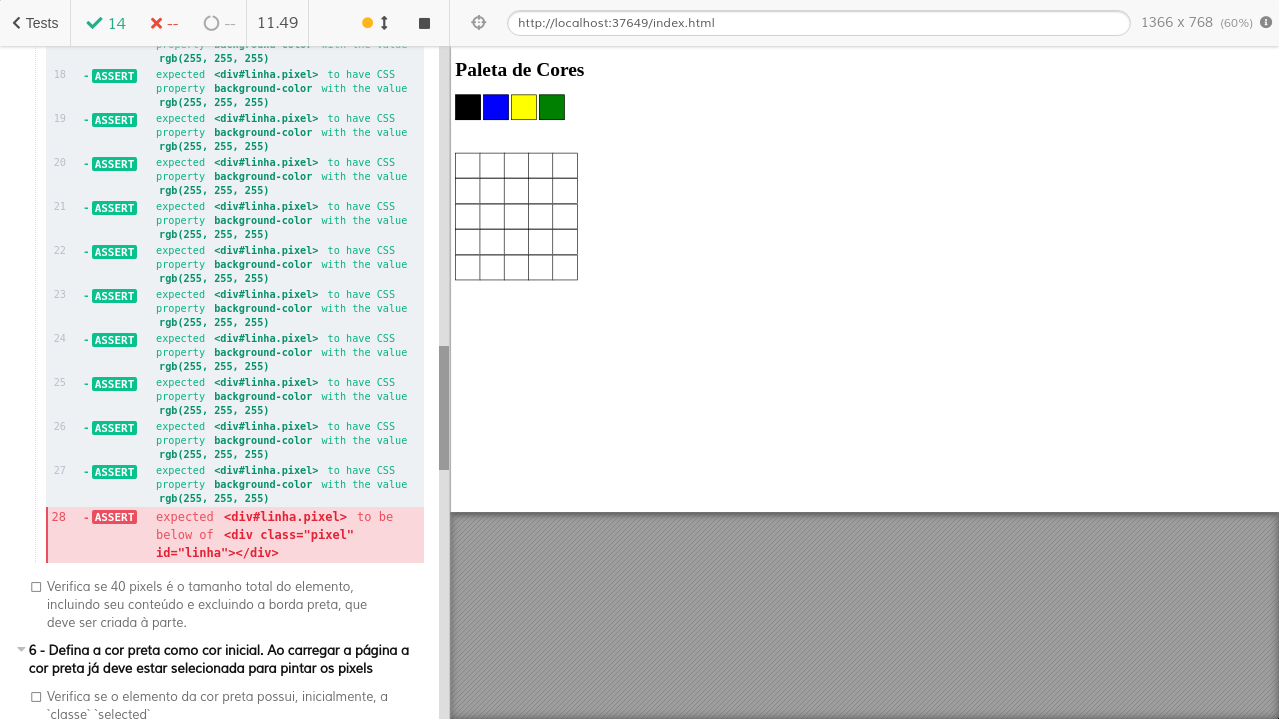 Tests
14
--
--
11.49
http://localhost:37649/index.html
1366 x 768 (60%)
property background-color with the value
rgb(255, 255, 255)
18 - ASSERT expected <div#linha.pixel> to have CSS
property background-color with the value
rgb(255, 255, 255)
19 - ASSERT expected <div#linha.pixel> to have CSS
property background-color with the value
rgb(255, 255, 255)
20 - ASSERT expected <div#linha.pixel> to have CSS
property background-color with the value
rgb(255, 255, 255)
21 - ASSERT expected <div#linha.pixel> to have CSS
property background-color with the value
rgb(255, 255, 255)
22 - ASSERT expected <div#linha.pixel> to have CSS
property background-color with the value
rgb(255, 255, 255)
23 - ASSERT expected <div#linha.pixel> to have CSS
property background-color with the value
rgb(255, 255, 255)
24 - ASSERT expected <div#linha.pixel> to have CSS
property background-color with the value
rgb(255, 255, 255)
25 - ASSERT expected <div#linha.pixel> to have CSS
property background-color with the value
rgb(255, 255, 255)
26 - ASSERT expected <div#linha.pixel> to have CSS
property background-color with the value
rgb(255, 255, 255)
27 - ASSERT expected <div#linha.pixel> to have CSS
property background-color with the value
rgb(255, 255, 255)
28 - ASSERT expected <div#linha.pixel> to be
below of <div class="pixel"
id="linha"></div>
Verifica se 40 pixels é o tamanho total do elemento,
incluindo seu conteúdo e excluindo a borda preta, que
deve ser criada à parte.
6 - Defina a cor preta como cor inicial. Ao carregar a página a
cor preta já deve estar selecionada para pintar os pixels
Verifica se o elemento da cor preta possui, inicialmente, a
`classe` `selected`
Paleta de Cores